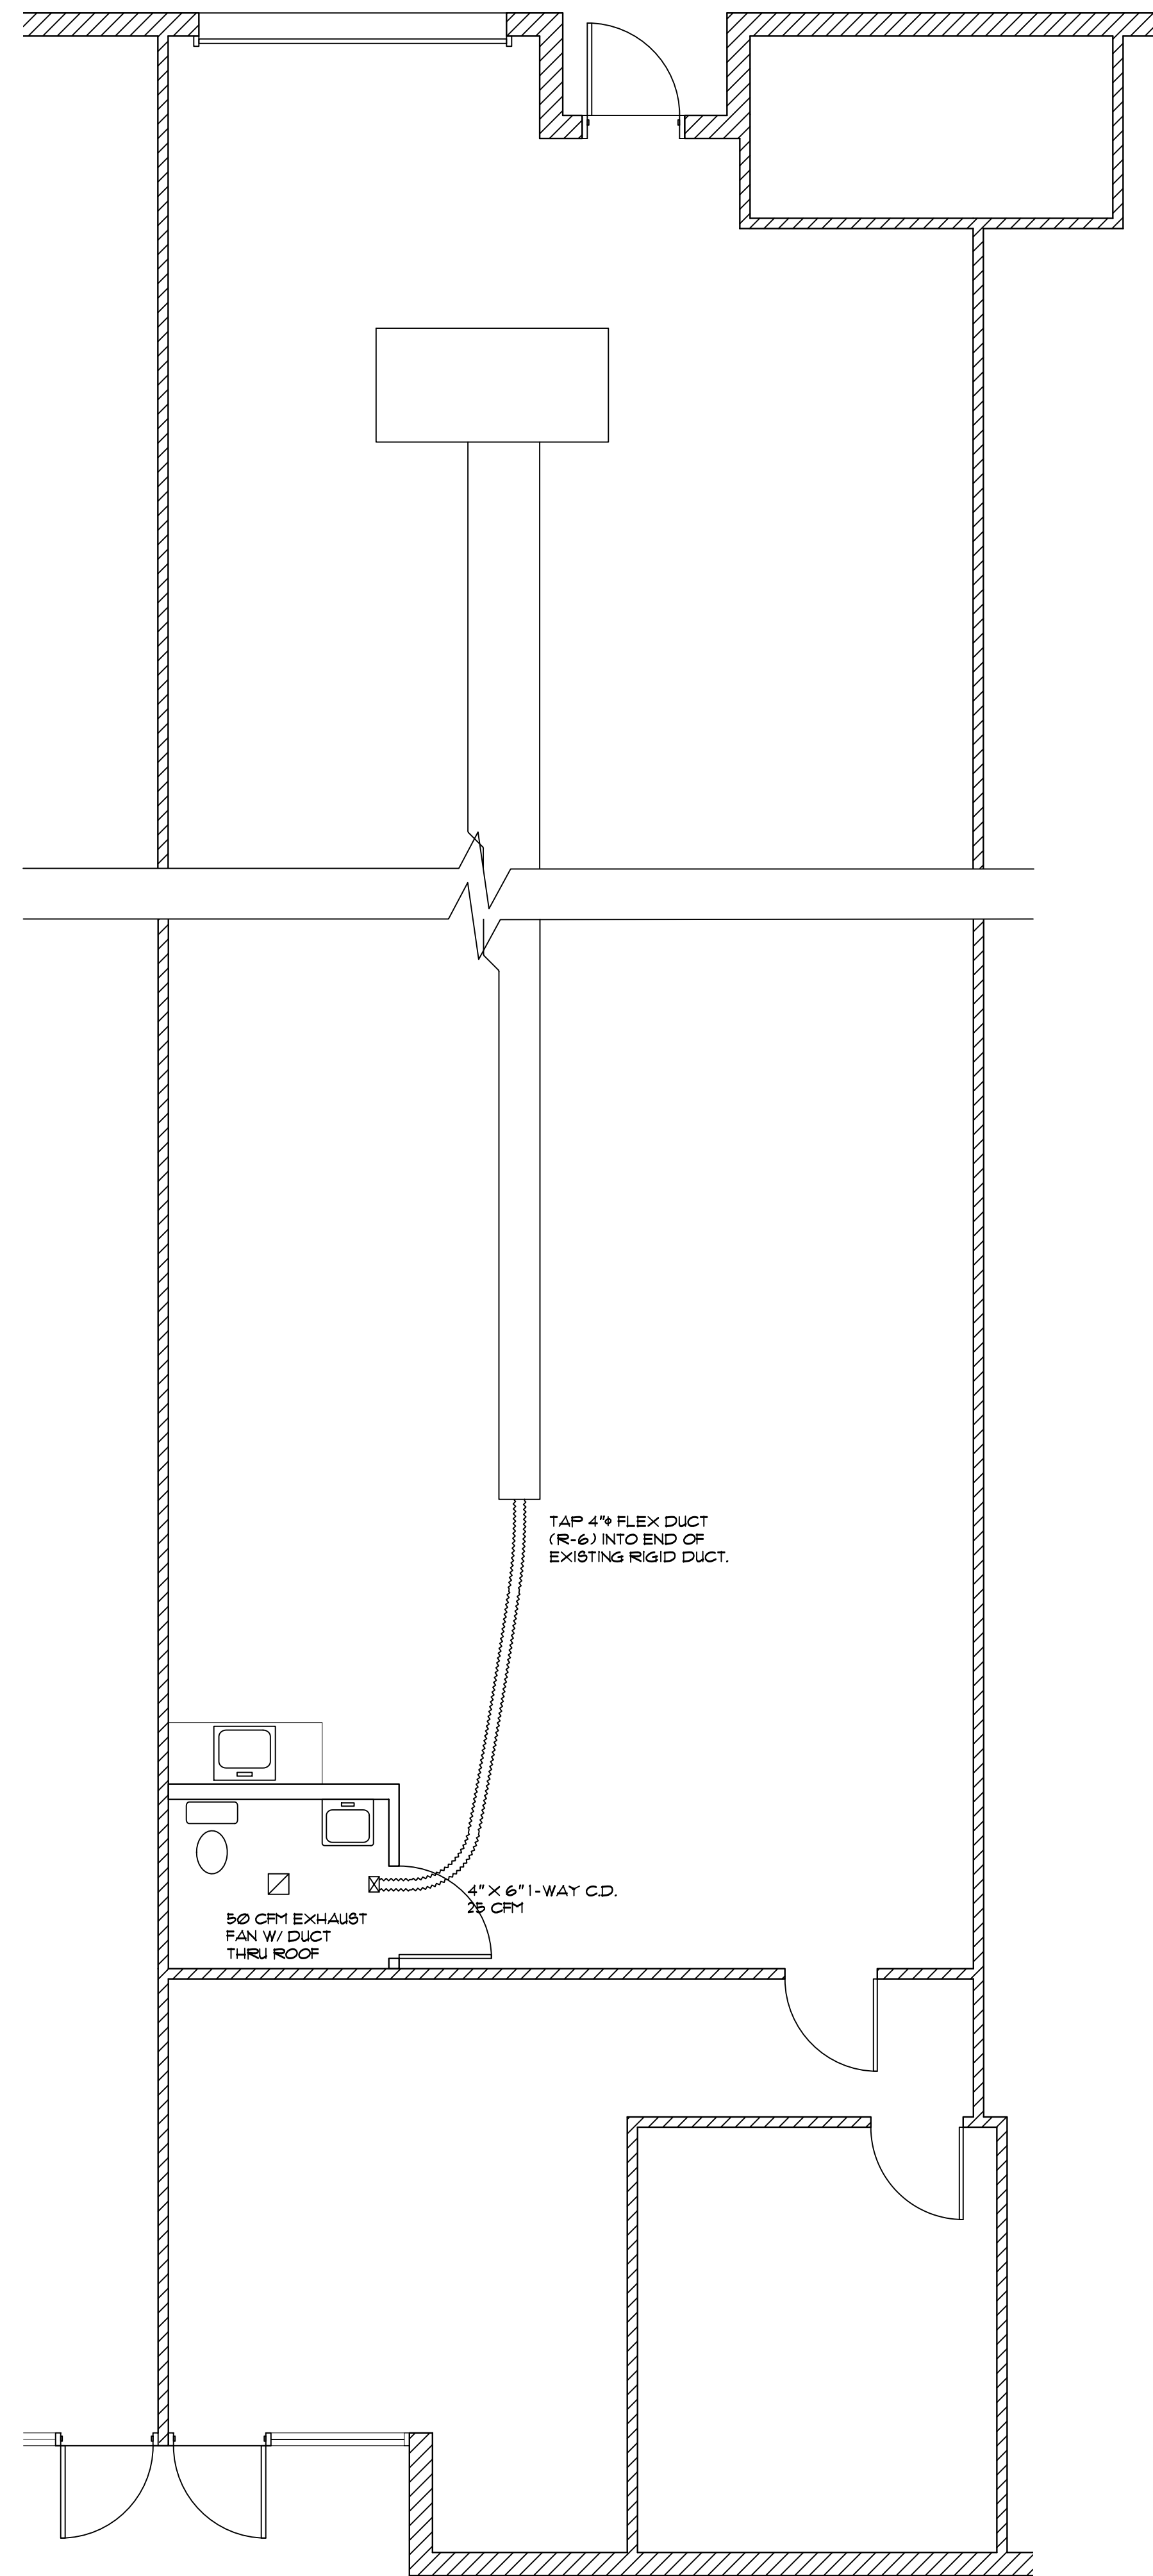 TAP 4"ɸ FLEX DUCT
(R-6) INTO END OF
EXISTING RIGID DUCT.
4" X 6" 1-WAY C.D.
25 CFM
50 CFM EXHAUST
FAN W/ DUCT
THRU ROOF